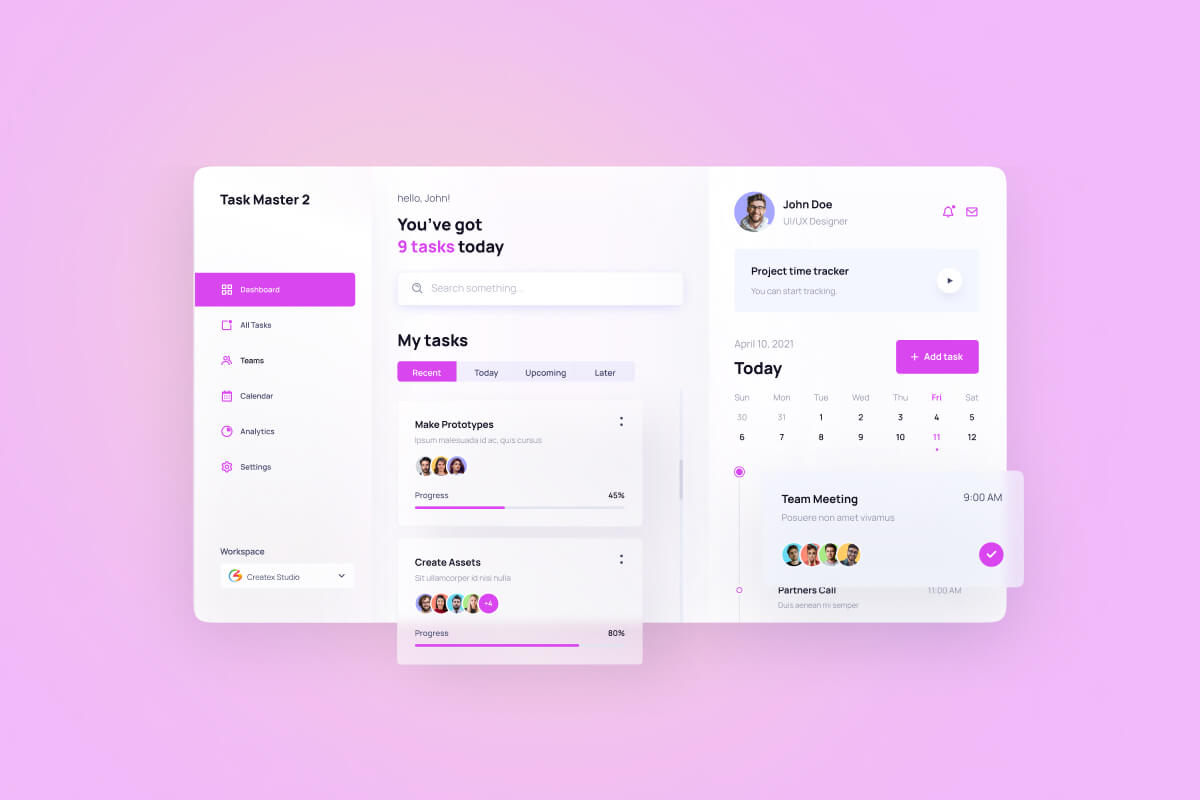 Task Master 2
Dashboard
All Tasks
Teams
Calendar
Analytics
Settings
Workspace
Createx Studio
hello, John!
You've got
9 tasks today
Search something...
My tasks
Recent Today Upcoming Later
Make Prototypes
Ipsum malesuada id ac, quis cursus
Progress 45%
Create Assets
Sit ullamcorper id nisi nulla
+4
Progress 80%
John Doe
UI/UX Designer
Project time tracker
You can start tracking.
April 10, 2021
Today
+ Add task
Sun Mon Tue Wed Thu Fri Sat
30 31 1 2 3 4 5
6 7 8 9 10 11 12
Team Meeting 9:00 AM
Posuere non amet vivamus
Partners Call 11:00 AM
Duis aenean mi semper